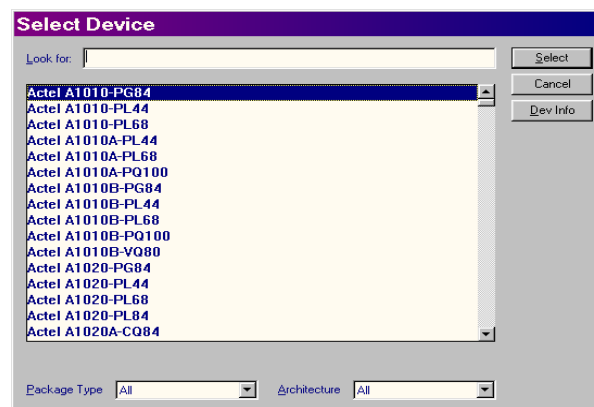 Select Device
Look for:
Select
Cancel
Dev Info
Actel A1010-PG84
Actel A1010-PL44
Actel A1010-PL68
Actel A1010A-PL44
Actel A1010A-PL68
Actel A1010A-PQ100
Actel A1010B-PG84
Actel A1010B-PL44
Actel A1010B-PL68
Actel A1010B-PQ100
Actel A1010B-VQ80
Actel A1020-PG84
Actel A1020-PL44
Actel A1020-PL68
Actel A1020-PL84
Actel A1020A-CQ84
Package Type All Architecture All